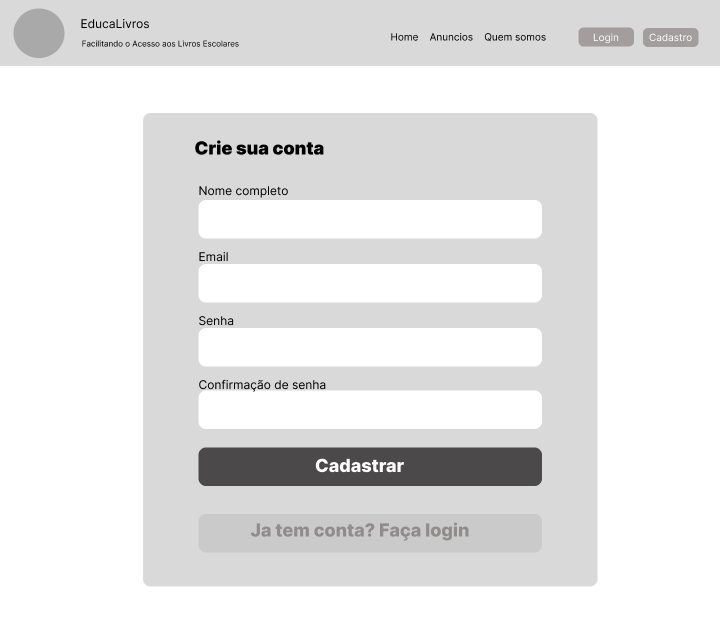 EducaLivros
Facilitando o Acesso aos Livros Escolares
Home Anuncios Quem somos Login Cadastro
Crie sua conta
Nome completo
Email
Senha
Confirmação de senha
Cadastrar
Ja tem conta? Faça login